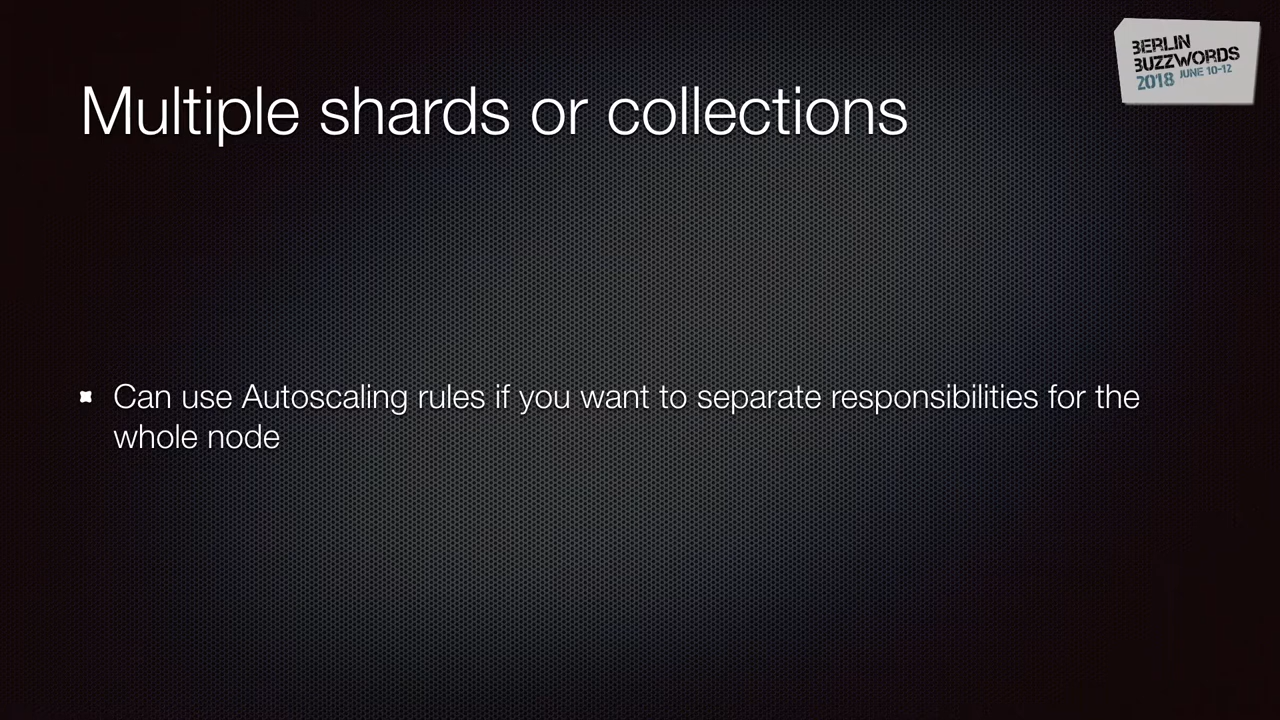 BERLIN
BUZZWORDS
2018 JUNE 10-12
Multiple shards or collections
Can use Autoscaling rules if you want to separate responsibilities for the
whole node